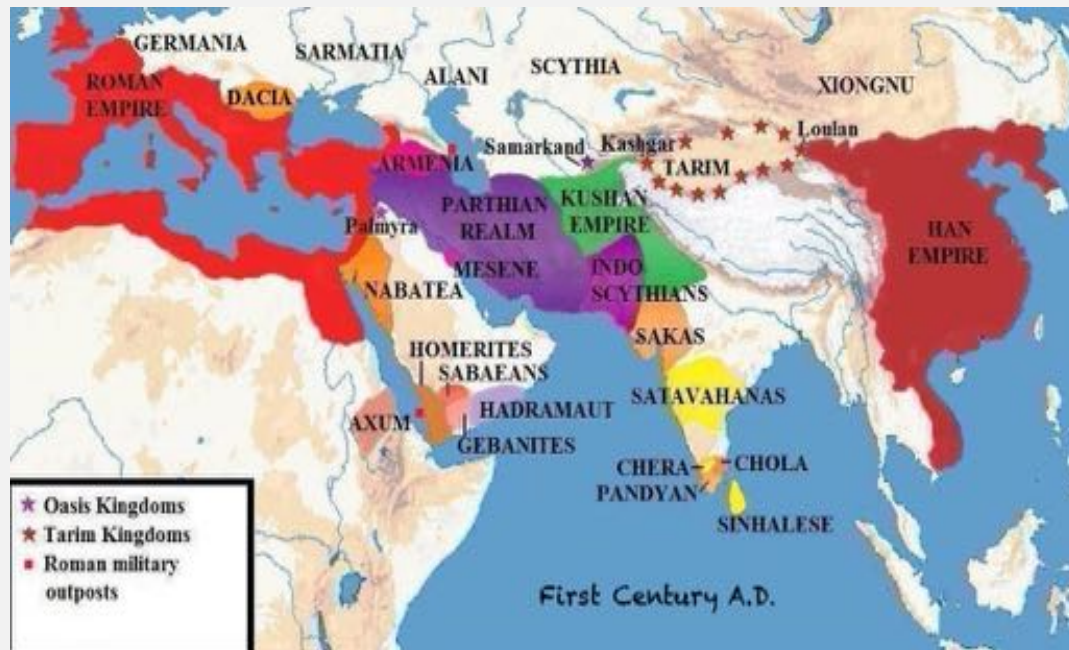 GERMANIA
SARMATIA
ALANI
SCYTHIA
XIONGNU
ROMAN
EMPIRE
DACIA
Samarkand
Kashgar
Loulan
TARIM
ARMENIA
PARTHIAN
REALM
KUSHAN
EMPIRE
HAN
EMPIRE
Palmyra
MESENE
INDO
SCYTHIANS
NABATEA
SAKAS
HOMERITES
SABAEANS
SATAVAHANAS
AXUM
HADRAMAUT
GEBANITES
CHERA
CHOLA
PANDYAN
SINHALESE
Oasis Kingdoms
Tarim Kingdoms
Roman military
outposts
First Century A.D.